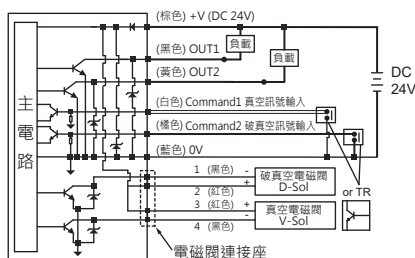 (棕色) +V (DC 24V)
(黑色) OUT1
負載
負載
(黃色) OUT2
DC
24V
主電路
(白色) Command1 真空訊號輸入
(橘色) Command2 破真空訊號輸入
(藍色) 0V
1 (黑色) -
破真空電磁閥
D-Sol
2 (紅色) +
or TR
3 (紅色) +
真空電磁閥
V-Sol
4 (黑色) -
電磁閥連接座